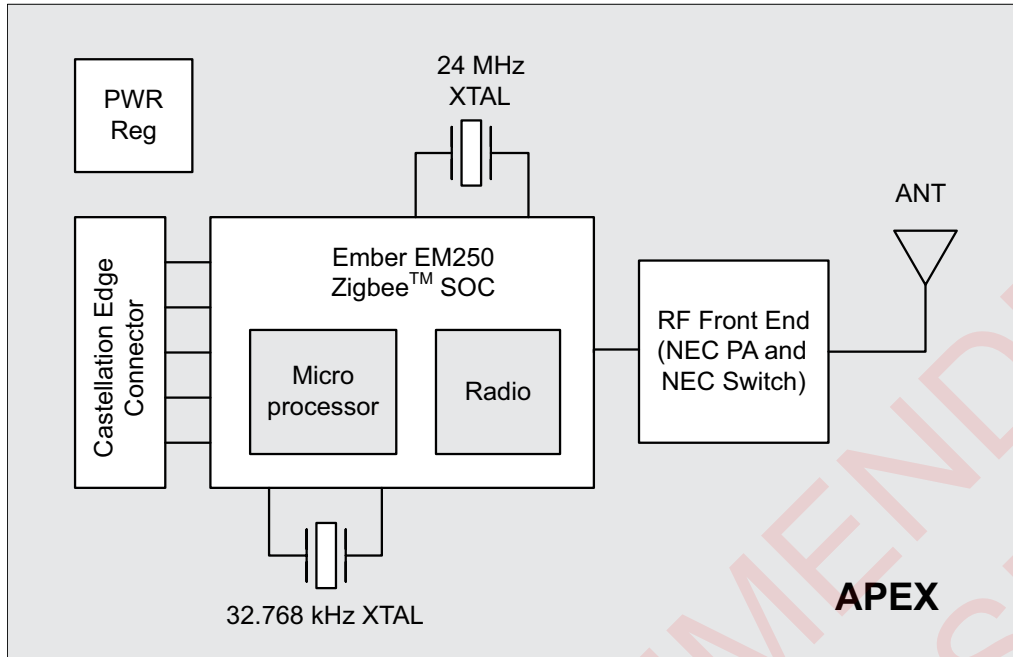 PWR
Reg
24 MHz
XTAL
ANT
Castellation Edge
Connector
Ember EM250
Zigbee™ SOC
Micro
processor
Radio
RF Front End
(NEC PA and
NEC Switch)
32.768 kHz XTAL
APEX